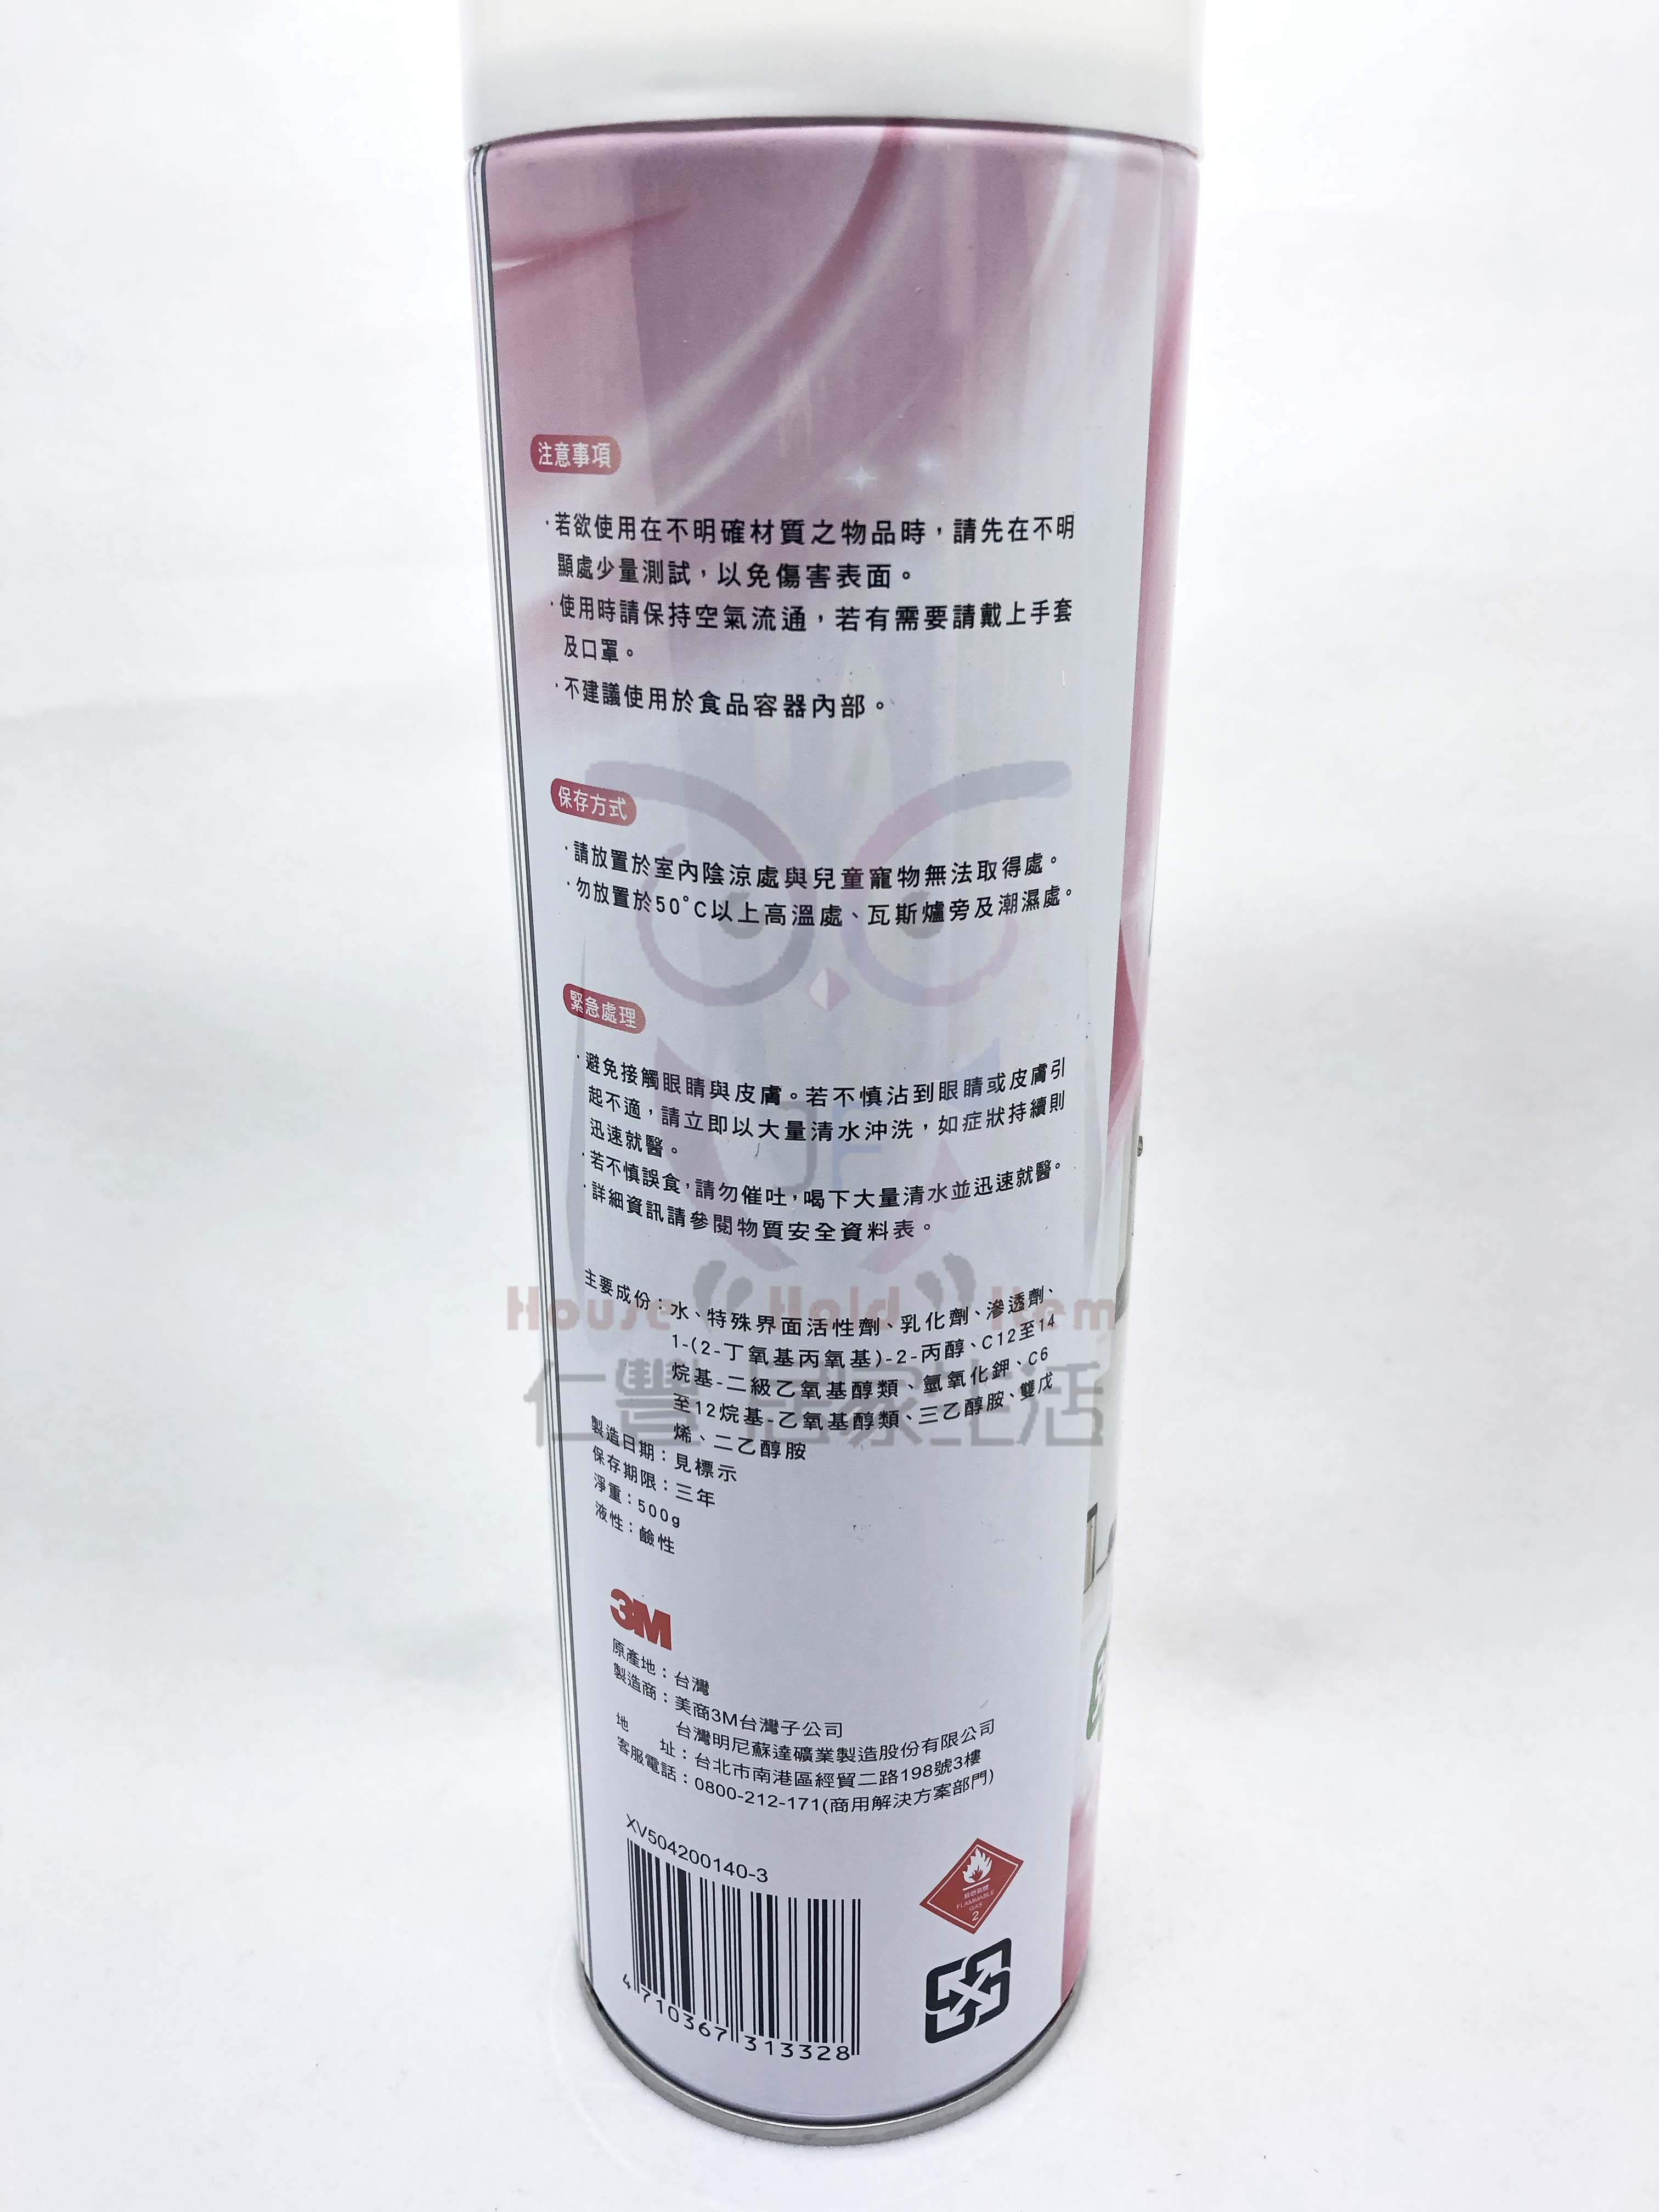 注意事項
·若欲使用在不明確材質之物品時，請先在不明
顯處少量測試，以免傷害表面。
·使用時請保持空氣流通，若有需要請戴上手套
及口罩。
·不建議使用於食品容器內部。
保存方式
·請放置於室內陰涼處與兒童寵物無法取得處。
·勿放置於50°C以上高溫處、瓦斯爐旁及潮濕處。
緊急處理
·避免接觸眼睛與皮膚。若不慎沾到眼睛或皮膚引
起不適，請立即以大量清水沖洗，如症狀持續則
迅速就醫。
·若不慎誤食，請勿催吐，喝下大量清水並迅速就醫。
·詳細資訊請參閱物質安全資料表。
JF
House Hold Item
仁豐 居家生活
主要成份：水、特殊界面活性劑、乳化劑、滲透劑、
1-(2-丁氧基丙氧基)-2-丙醇、C12至14
烷基-二級乙氧基醇類、氫氧化鉀、C6
至12烷基-乙氧基醇類、三乙醇胺、雙戊
烯、二乙醇胺
製造日期：見標示
保存期限：三年
淨重：500g
液性：鹼性
3M
原產地：台灣
製造商：美商3M台灣子公司
台灣明尼蘇達礦業製造股份有限公司
地 址：台北市南港區經貿二路198號3樓
客服電話：0800-212-171(商用解決方案部門)
XV504200140-3
4 710367 313328
易燃氣體
FLAMMABLE
GAS
2